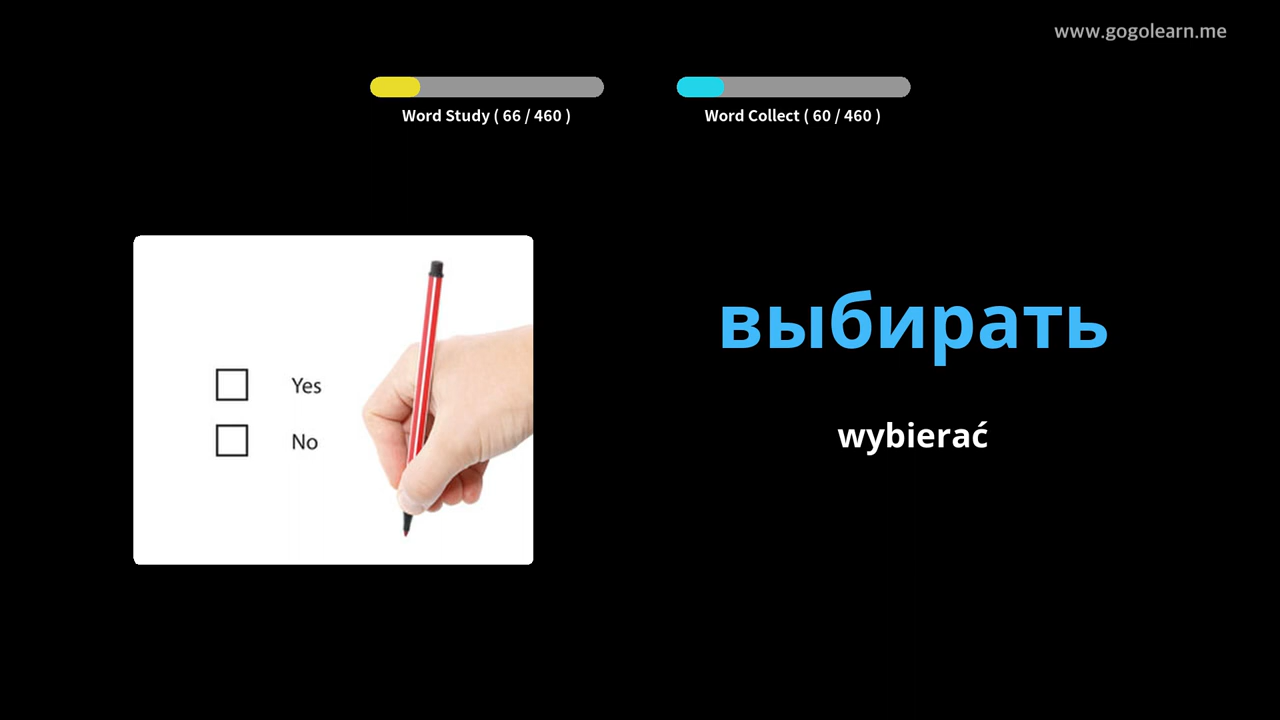 www.gogolearn.me
Word Study ( 66 / 460 )
Word Collect ( 60 / 460 )
Yes
No
выбирать
wybierać